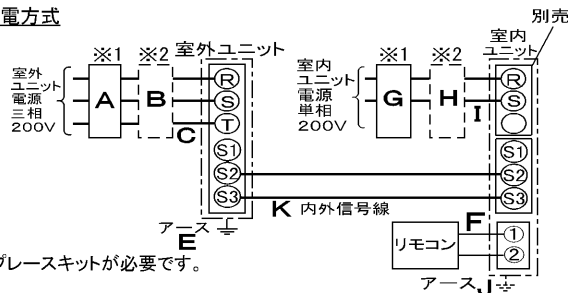 電方式
別売
※1
※2
室外ユニット
室外
ユニット
電源
三相
200V
A
B
C
R
S
T
S1
S2
S3
アース
E
※1
※2
室内
ユニット
室内
ユニット
電源
単相
200V
G
H
I
R
S
S1
S2
S3
K 内外信号線
F
リモコン
1
2
アース J
プレースキットが必要です。